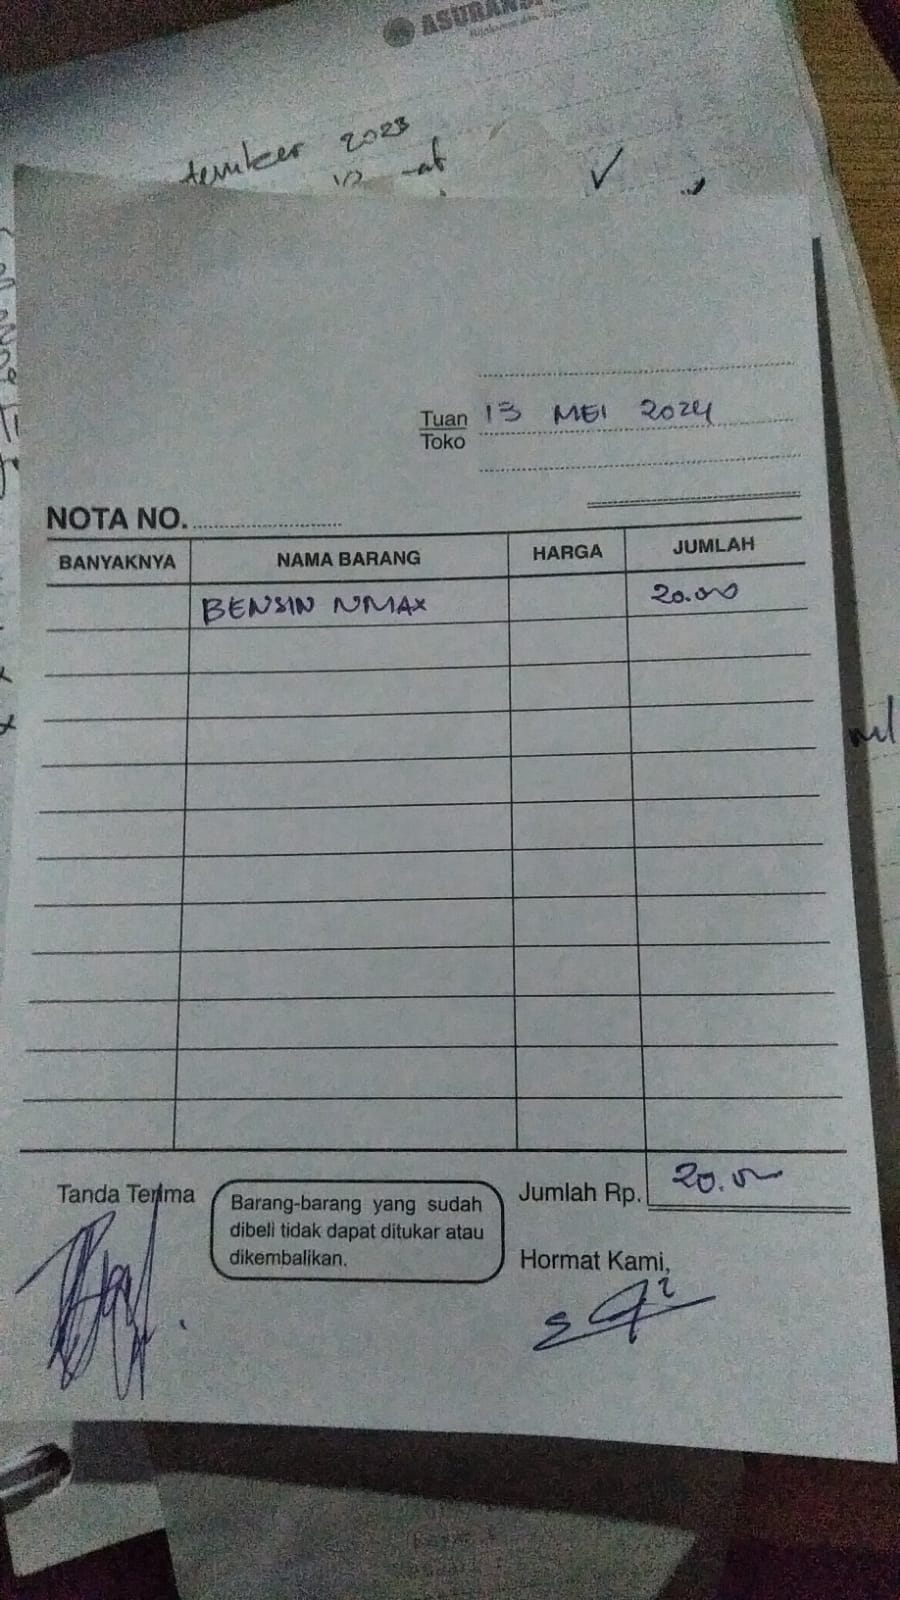 ASURANSI
2023
Tuan 13 MEI 2024
Toko
NOTA NO.
BANYAKNYA NAMA BARANG HARGA JUMLAH
BENSIN NMAX 20.000
Tanda Terima
Barang-barang yang sudah
dibeli tidak dapat ditukar atau
dikembalikan.
Jumlah Rp. 20.000
Hormat Kami,